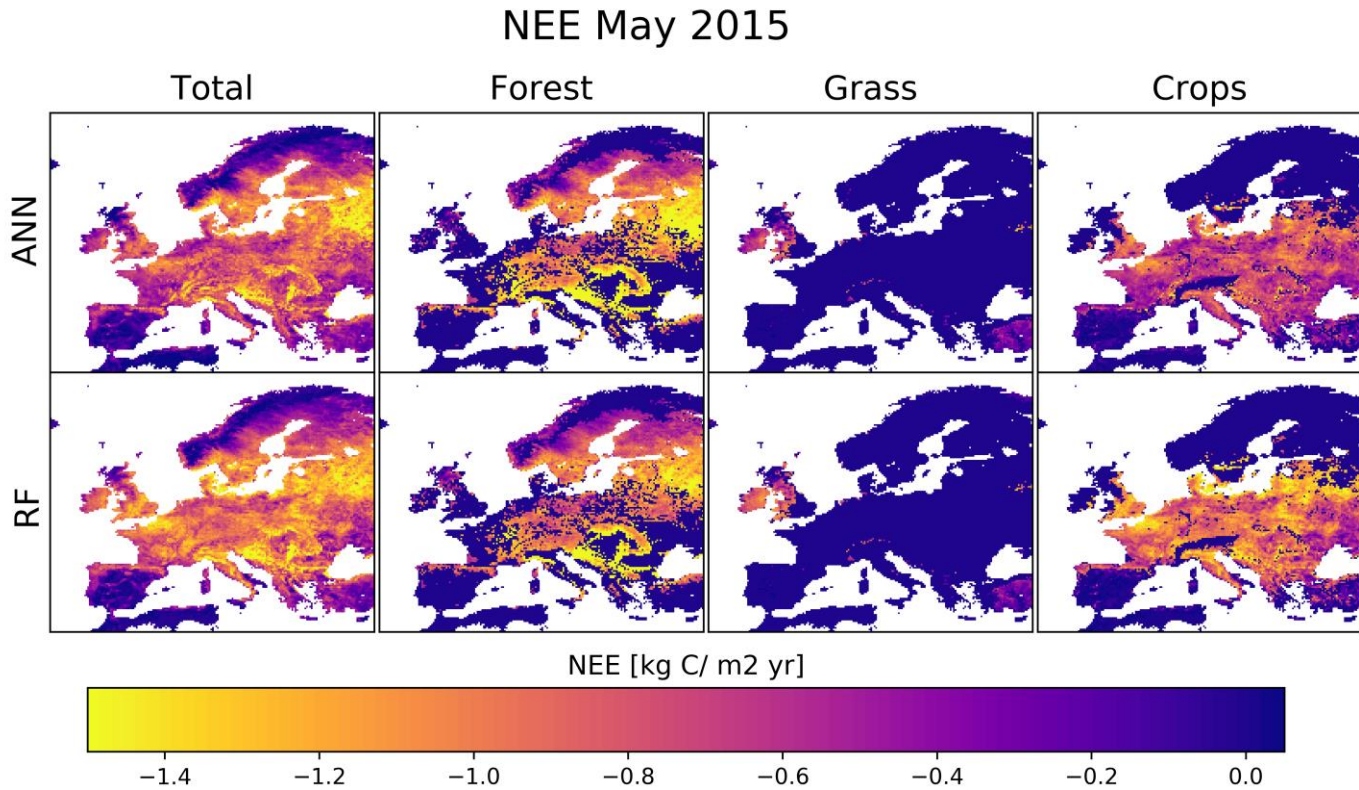 NEE May 2015
Total Forest Grass Crops
ANN
RF
NEE [kg C/ m2 yr]
−1.4 −1.2 −1.0 −0.8 −0.6 −0.4 −0.2 0.0